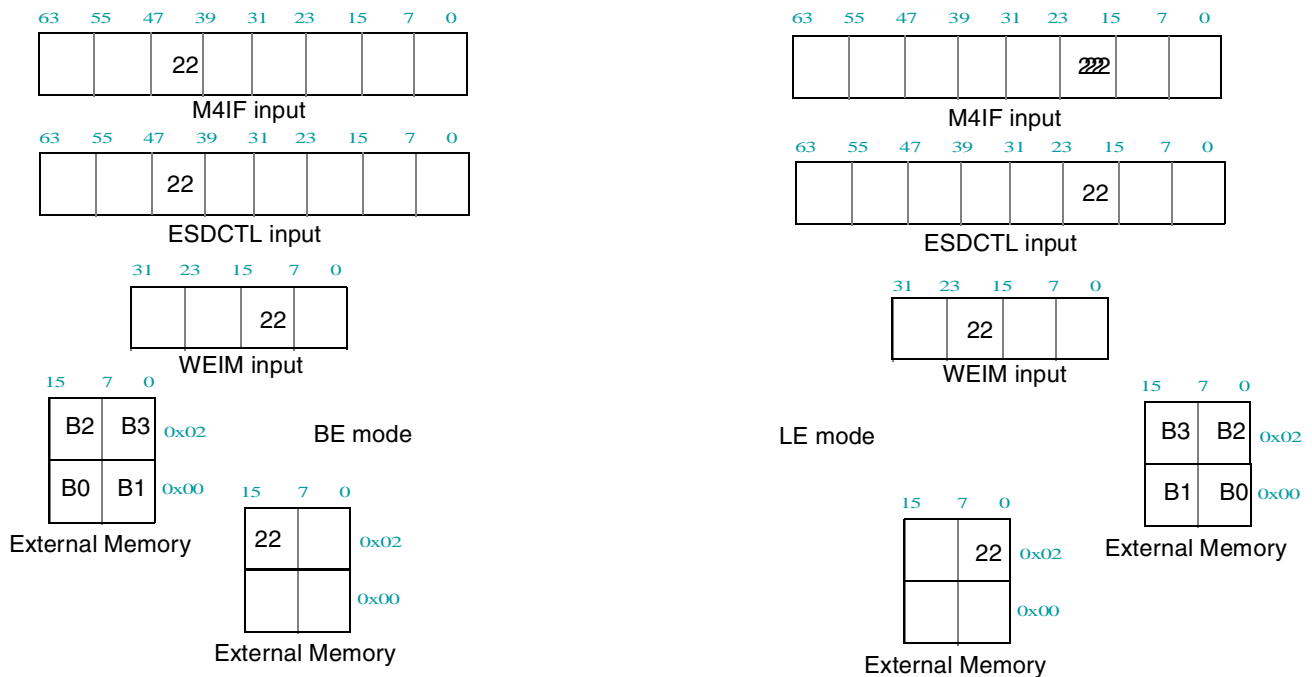 63 55 47 39 31 23 15 7 0
22
M4IF input
63 55 47 39 31 23 15 7 0
22
ESDCTL input
31 23 15 7 0
22
WEIM input
15 7 0
B2 B3 0x02
B0 B1 0x00
External Memory
BE mode
15 7 0
22 0x02
0x00
External Memory
63 55 47 39 31 23 15 7 0
M4IF input
63 55 47 39 31 23 15 7 0
22
ESDCTL input
31 23 15 7 0
22
WEIM input
LE mode
15 7 0
B3 B2 0x02
B1 B0 0x00
External Memory
15 7 0
22 0x02
0x00
External Memory